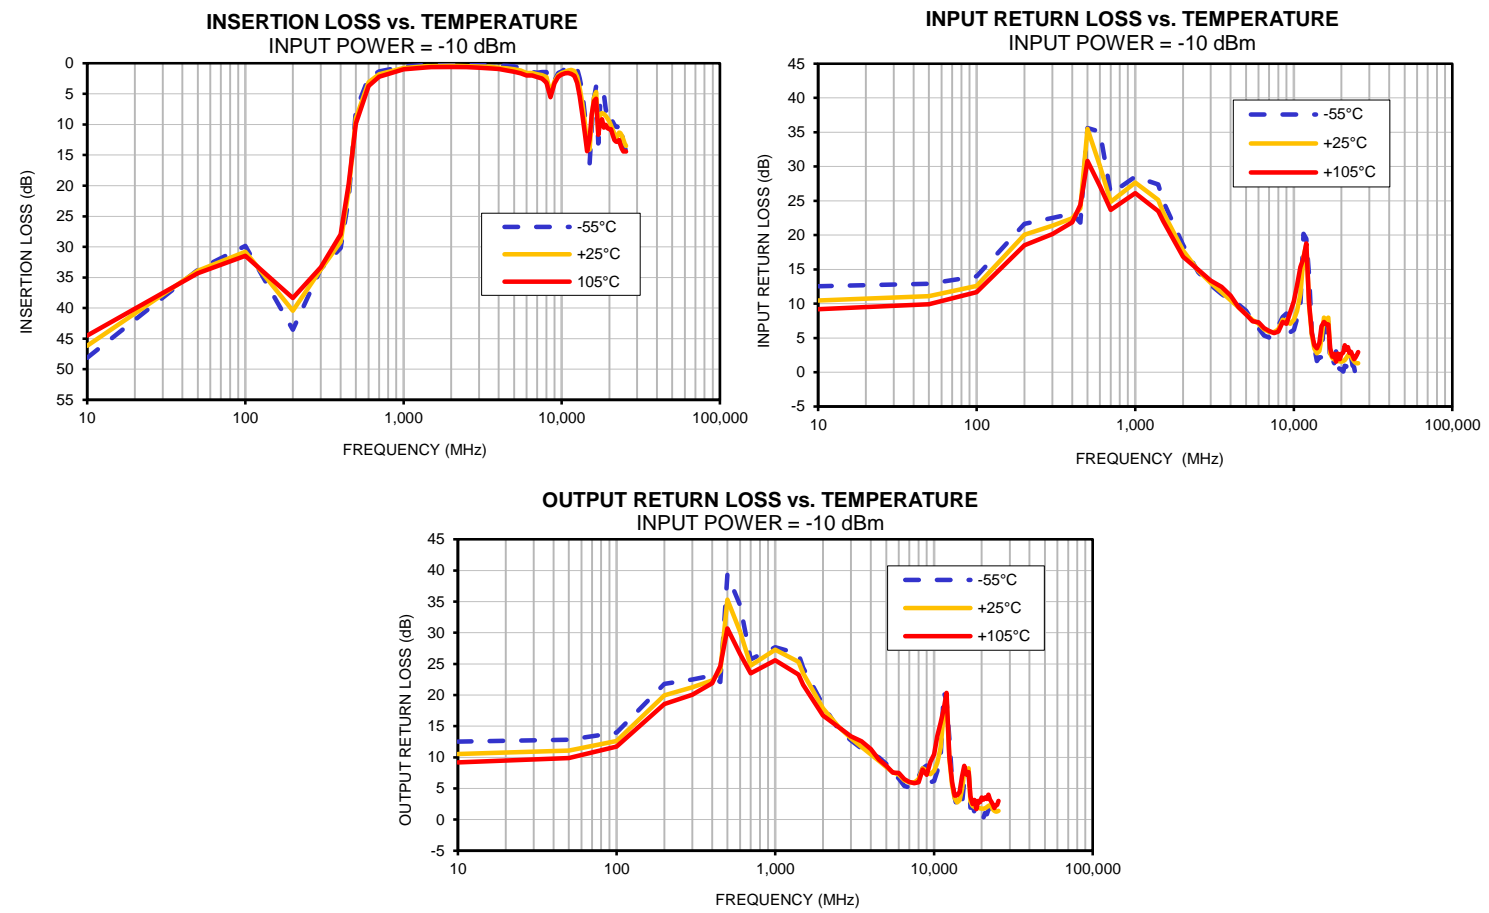 INSERTION LOSS vs. TEMPERATURE
INPUT POWER = -10 dBm
0
5
10
15
20
25
30
35
40
45
50
55
INSERTION LOSS (dB)
-55°C
+25°C
105°C
10
100
1,000
10,000
100,000
FREQUENCY (MHz)
INPUT RETURN LOSS vs. TEMPERATURE
INPUT POWER = -10 dBm
45
40
35
30
25
20
15
10
5
0
-5
INPUT RETURN LOSS (dB)
-55°C
+25°C
+105°C
10
100
1,000
10,000
100,000
FREQUENCY (MHz)
OUTPUT RETURN LOSS vs. TEMPERATURE
INPUT POWER = -10 dBm
45
40
35
30
25
20
15
10
5
0
-5
OUTPUT RETURN LOSS (dB)
-55°C
+25°C
+105°C
10
100
1,000
10,000
100,000
FREQUENCY (MHz)